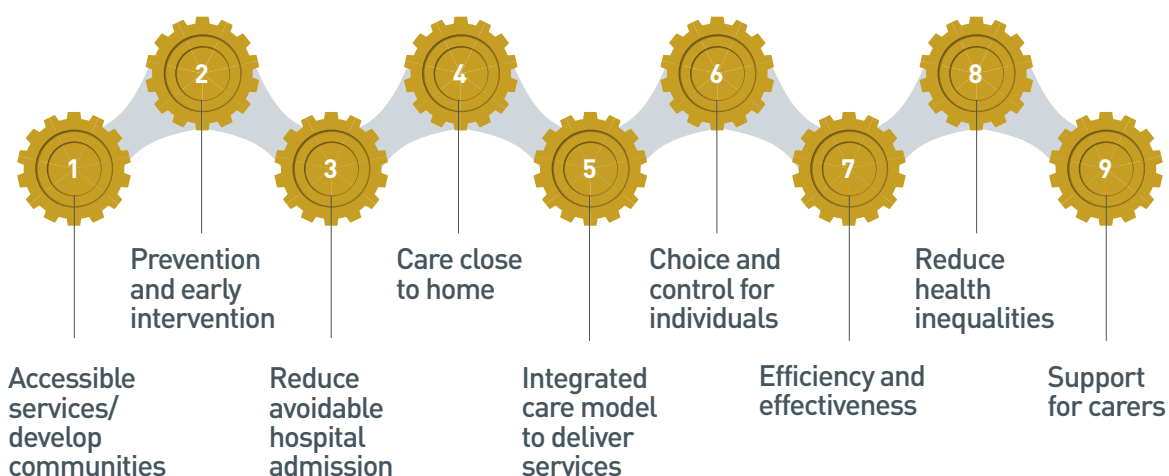 1
Accessible
services/
develop
communities
2
Prevention
and early
intervention
3
Reduce
avoidable
hospital
admission
4
Care close
to home
5
Integrated
care model
to deliver
services
6
Choice and
control for
individuals
7
Efficiency and
effectiveness
8
Reduce
health
inequalities
9
Support
for carers